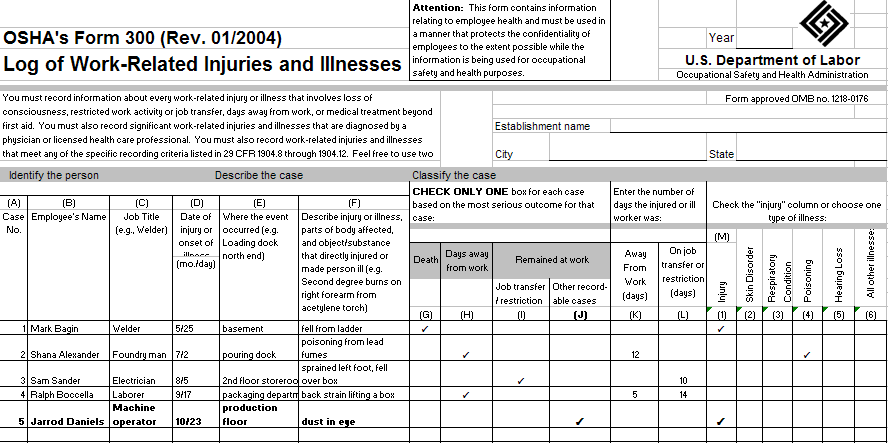 Attention: This form contains information
relating to employee health and must be used in
a manner that protects the confidentiality of
employees to the extent possible while the
information is being used for occupational
safety and health purposes.
OSHA's Form 300 (Rev. 01/2004)
Year
Log of Work-Related Injuries and Illnesses
U.S. Department of Labor
Occupational Safety and Health Administration
You must record information about every work-related injury or illness that involves loss of
consciousness, restricted work activity or job transfer, days away from work, or medical treatment beyond
first aid. You must also record significant work-related injuries and illnesses that are diagnosed by a
physician or licensed health care professional. You must also record work-related injuries and illnesses
that meet any of the specific recording criteria listed in 29 CFR 1904.8 through 1904.12. Feel free to use two
Form approved OMB no. 1218-0176
Establishment name
City State
Identify the person Describe the case Classify the case
(A)
Case
No.
(B)
Employee's Name
(C)
Job Title
(e.g., Welder)
(D)
Date of
injury or
onset of
illness
(mo./day)
(E)
Where the event
occurred (e.g.
Loading dock
north end)
(F)
Describe injury or illness,
parts of body affected,
and object/substance
that directly injured or
made person ill (e.g.
Second degree burns on
right forearm from
acetylene torch)
CHECK ONLY ONE box for each case
based on the most serious outcome for that
case:
Death
Days away
from work
Remained at work
Job transfer
/ restriction
Other record-
able cases
(G) (H) (I) (J)
Enter the number of
days the injured or ill
worker was:
Away
From
Work
(days)
On job
transfer or
restriction
(days)
(K) (L)
Check the "injury" column or choose one
type of illness:
(M)
Injury
Skin Disorder
Respiratory
Condition
Poisoning
Hearing Loss
All other illnesses
(1) (2) (3) (4) (5) (6)
1 Mark Bagin Welder 5/25 basement fell from ladder ✓ ✓
poisoning from lead
2 Shana Alexander Foundry man 7/2 pouring dock fumes ✓ 12 ✓
sprained left foot, fell
3 Sam Sander Electrician 8/5 2nd floor storeroo over box ✓ 10
4 Ralph Boccella Laborer 9/17 packaging departm back strain lifting a box ✓ 5 14
Machine production
5 Jarrod Daniels operator 10/23 floor dust in eye ✓ ✓